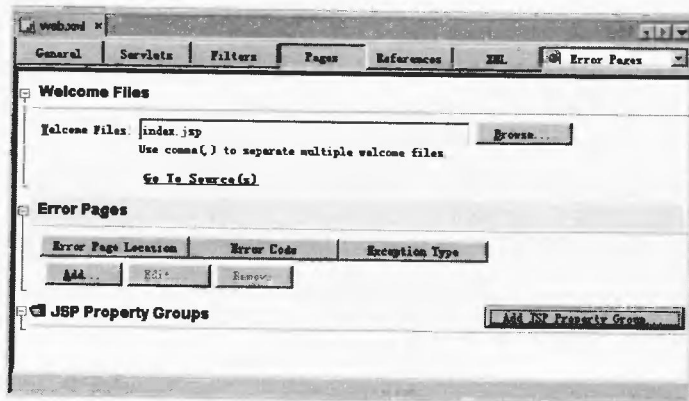 web.xml ×
General Servlets Filters Pages References XML Error Pages
Welcome Files
Welcome Files: index.jsp Browse...
Use comma(,) to separate multiple welcome files
Go To Source(s)
Error Pages
Error Page Location Error Code Exception Type
Add... Edit... Remove
JSP Property Groups Add JSP Property Group...